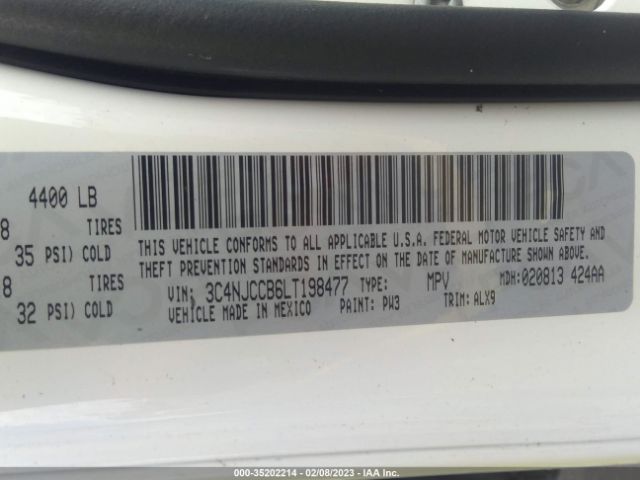 4400 LB
8 TIRES
35 PSI) COLD
8 TIRES
32 PSI) COLD
THIS VEHICLE CONFORMS TO ALL APPLICABLE U.S.A. FEDERAL MOTOR VEHICLE SAFETY AND
THEFT PREVENTION STANDARDS IN EFFECT ON THE DATE OF MANUFACTURE SHOWN ABOVE.
VIN: 3C4NJCCB6LT198477 TYPE: MPV MDH:020813 424AA
VEHICLE MADE IN MEXICO PAINT: PW3 TRIM: ALX9
000-35202214 - 02/08/2023 - IAA Inc.